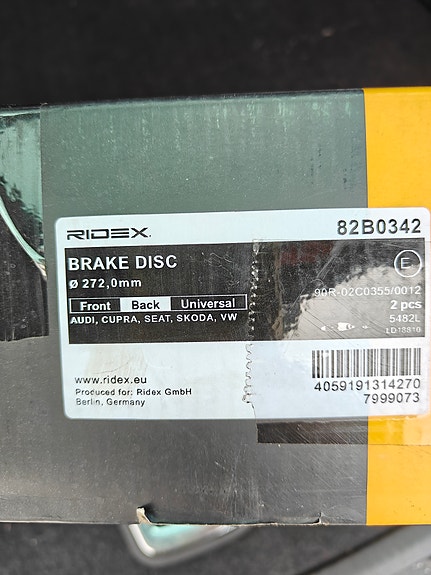 RIDEX. 82B0342
BRAKE DISC
Ø 272,0mm E
90R-02C0355/0012
Front Back Universal 2 pcs
AUDI, CUPRA, SEAT, SKODA, VW 5482L
www.ridex.eu
Produced for: Ridex GmbH 4059191314270
Berlin, Germany 7999073